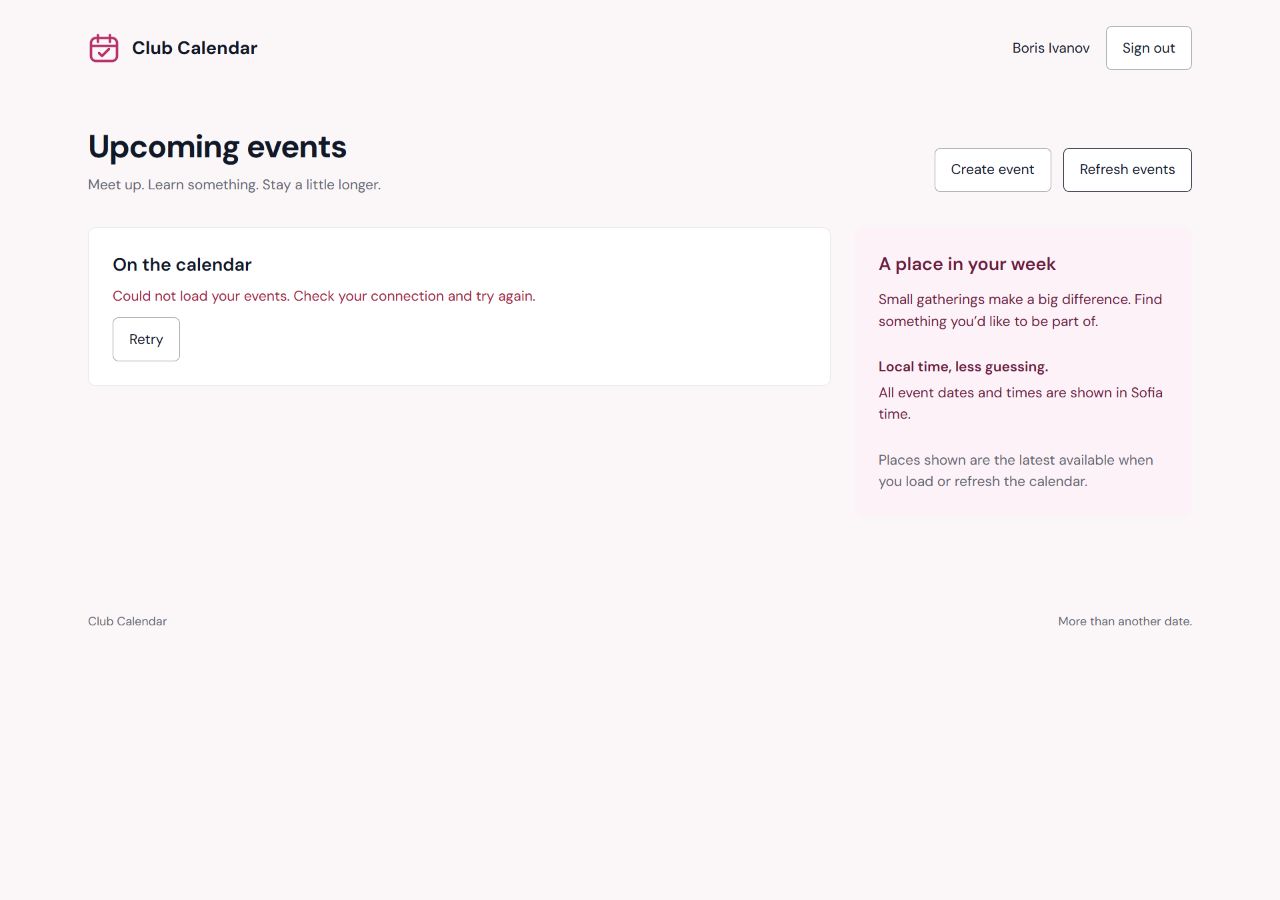 Club Calendar
Boris Ivanov
Sign out
Upcoming events
Meet up. Learn something. Stay a little longer.
Create event
Refresh events
On the calendar
Could not load your events. Check your connection and try again.
Retry
A place in your week
Small gatherings make a big difference. Find
something you’d like to be part of.
Local time, less guessing.
All event dates and times are shown in Sofia
time.
Places shown are the latest available when
you load or refresh the calendar.
Club Calendar
More than another date.